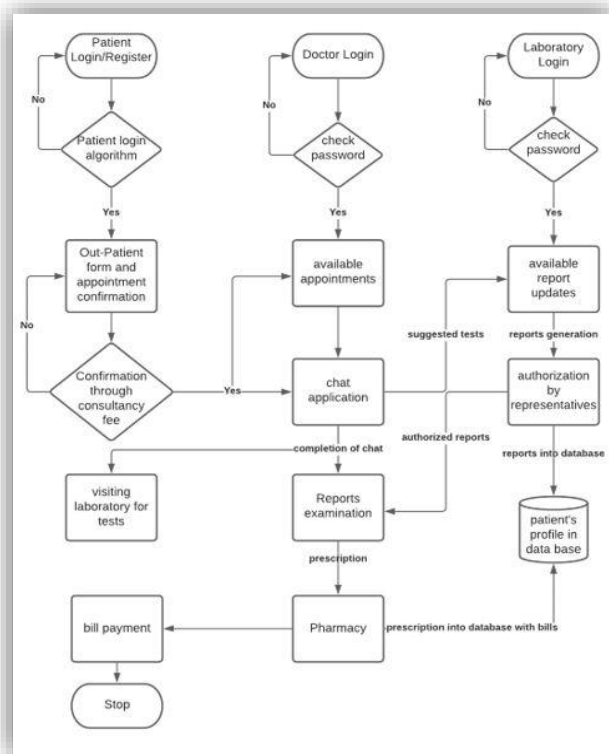 Patient
Login/Register
No
Patient login
algorithm
Yes
Out-Patient
form and
appointment
confirmation
No
Confirmation
through
consultancy
fee
Yes
visiting
laboratory for
tests
bill payment
Stop
Doctor Login
No
check
password
Yes
available
appointments
chat
application
completion of chat
Reports
examination
prescription
Pharmacy
Laboratory
Login
No
check
password
Yes
available
report
updates
suggested tests
reports generation
authorization
by
representatives
authorized reports
reports into database
patient's
profile in
data base
prescription into database with bills